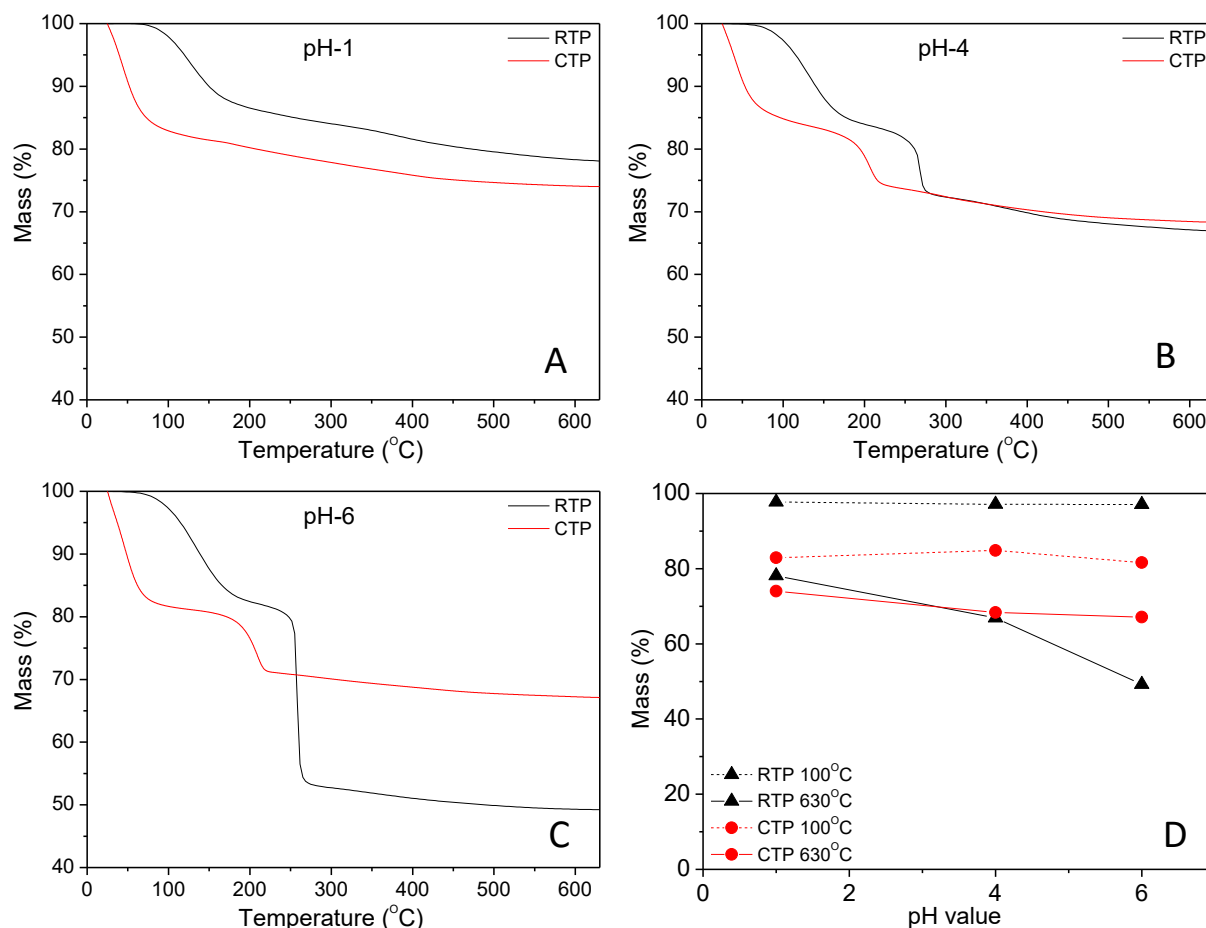 100
90
80
70
60
50
40
Mass (%)
pH-1
RTP
CTP
A
0 100 200 300 400 500 600
Temperature (°C)
100
90
80
70
60
50
40
Mass (%)
pH-4
RTP
CTP
B
0 100 200 300 400 500 600
Temperature (°C)
100
90
80
70
60
50
40
Mass (%)
pH-6
RTP
CTP
C
0 100 200 300 400 500 600
Temperature (°C)
100
80
60
40
20
0
Mass (%)
RTP 100°C
RTP 630°C
CTP 100°C
CTP 630°C
D
0 2 4 6
pH value